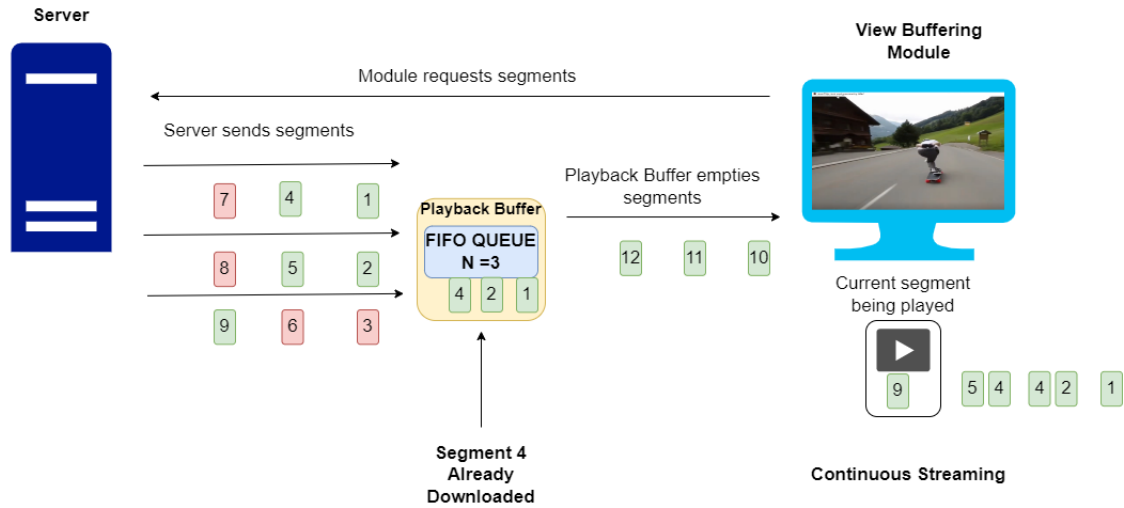 Server
View Buffering
Module
Module requests segments
Server sends segments
7 4 1
Playback Buffer empties
segments
Playback Buffer
FIFO QUEUE
N =3
8 5 2
12 11 10
4 2 1
Current segment
being played
9 6 3
9 5 4 4 2 1
Segment 4
Already
Downloaded
Continuous Streaming